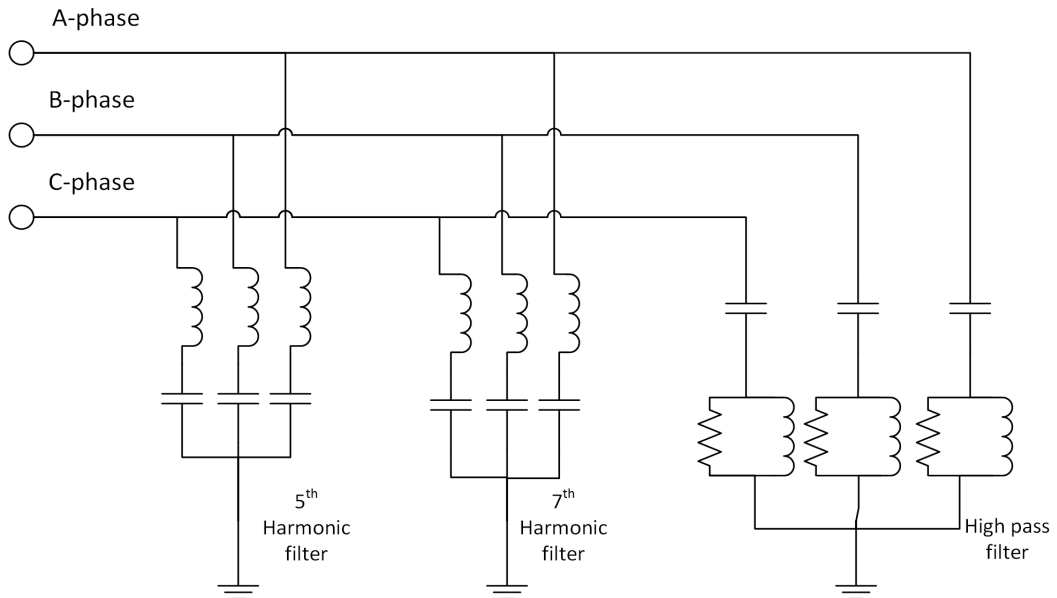 A-phase
B-phase
C-phase
5th
Harmonic
filter
7th
Harmonic
filter
High pass
filter